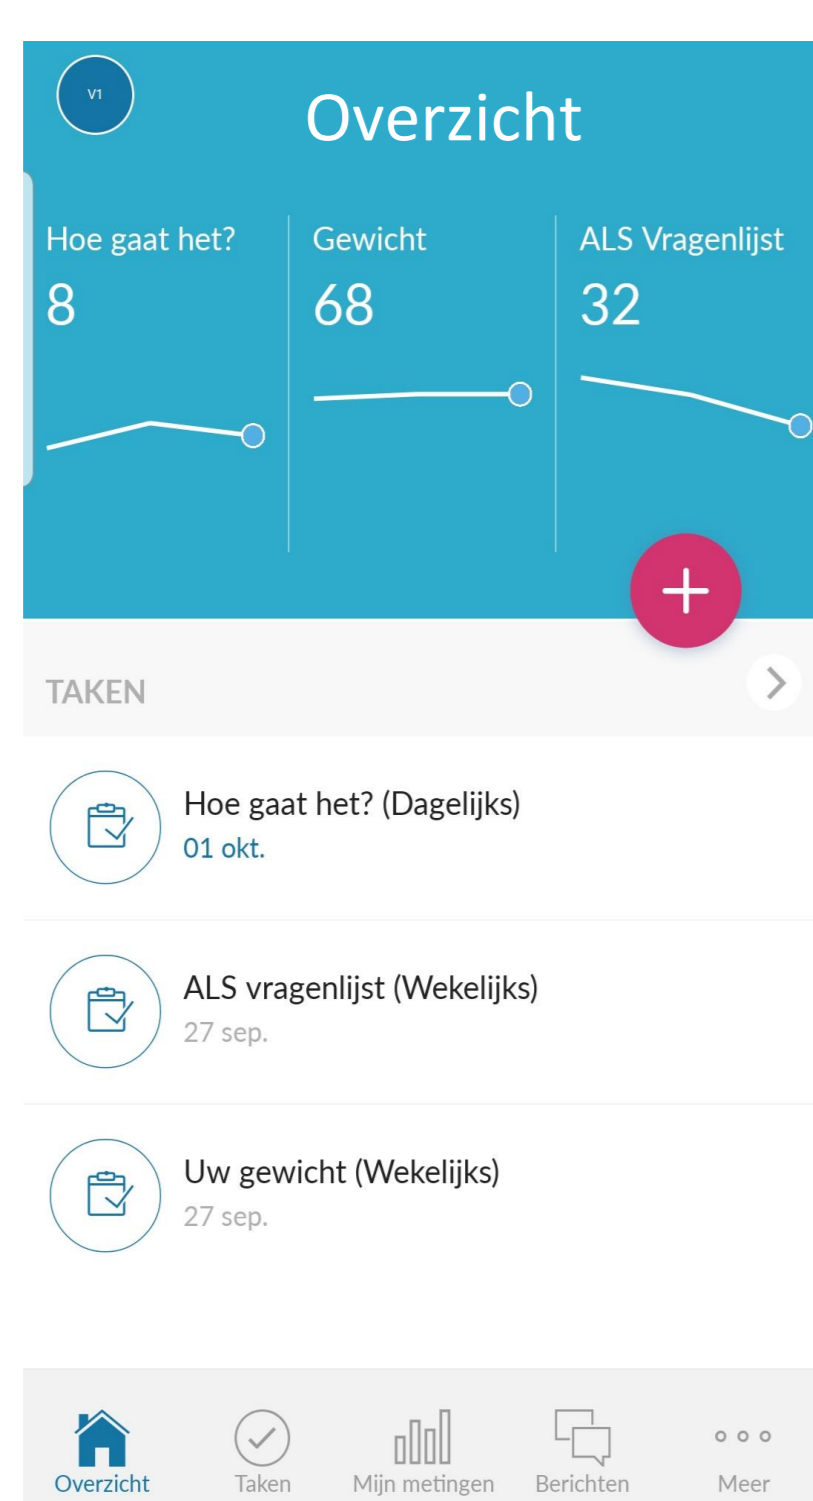 V1
Overzicht
Hoe gaat het?
8
Gewicht
68
ALS Vragenlijst
32
TAKEN
Hoe gaat het? (Dagelijks)
01 okt.
ALS vragenlijst (Wekelijks)
27 sep.
Uw gewicht (Wekelijks)
27 sep.
Overzicht
Taken
Mijn metingen
Berichten
Meer